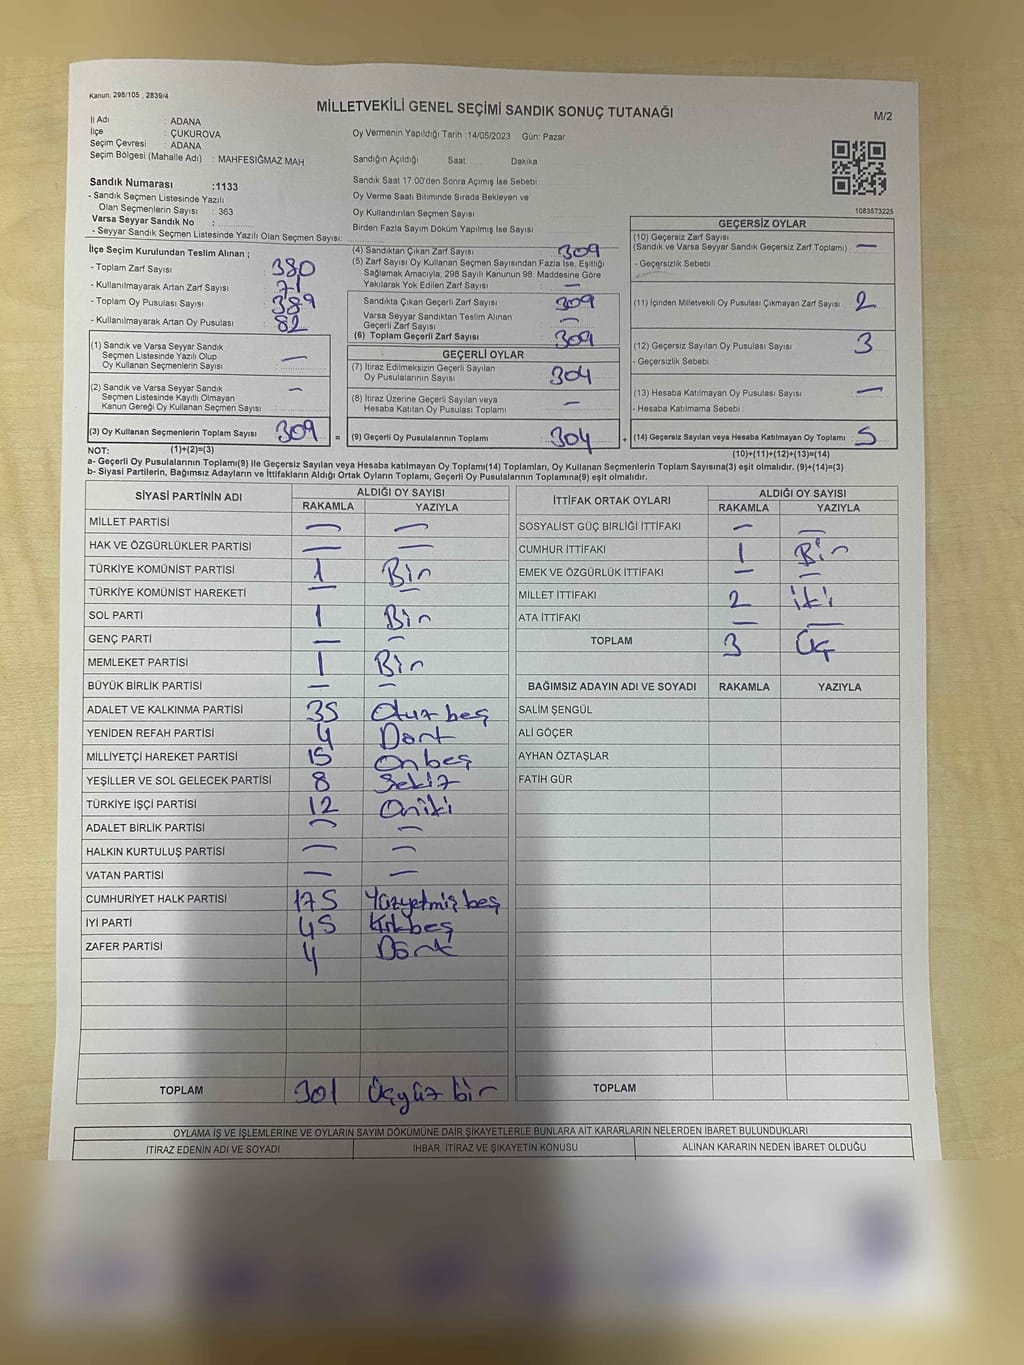 Kanun: 298/105 , 2839/4
MİLLETVEKİLİ GENEL SEÇİMİ SANDIK SONUÇ TUTANAĞI
M/2
İl Adı : ADANA
İlçe : ÇUKUROVA
Seçim Çevresi : ADANA
Seçim Bölgesi (Mahalle Adı) : MAHFESIĞMAZ MAH
Oy Vermenin Yapıldığı Tarih :14/05/2023 Gün: Pazar
Sandığın Açıldığı Saat Dakika :
Sandık Saat 17:00'den Sonra Açımış İse Sebebi
Oy Verme Saati Bitiminde Sırada Bekleyen ve
Oy Kullandırılan Seçmen Sayısı
Birden Fazla Sayım Döküm Yapılmış İse Sayısı
1083573225
Sandık Numarası :1133
- Sandık Seçmen Listesinde Yazılı
Olan Seçmenlerin Sayısı : 363
Varsa Seyyar Sandık No :
- Seyyar Sandık Seçmen Listesinde Yazılı Olan Seçmen Sayısı:
İlçe Seçim Kurulundan Teslim Alınan ;
- Toplam Zarf Sayısı 380
- Kullanılmayarak Artan Zarf Sayısı 71
- Toplam Oy Pusulası Sayısı 389
- Kullanılmayarak Artan Oy Pusulası 82
(1) Sandık ve Varsa Seyyar Sandık
Seçmen Listesinde Yazılı Olup
Oy Kullanan Seçmenlerin Sayısı : —
(2) Sandık ve Varsa Seyyar Sandık
Seçmen Listesinde Kayıtlı Olmayan
Kanun Gereği Oy Kullanan Seçmen Sayısı : —
(3) Oy Kullanan Seçmenlerin Toplam Sayısı 309
(4) Sandıktan Çıkan Zarf Sayısı 309
(5) Zarf Sayısı Oy Kullanan Seçmen Sayısından Fazla İse, Eşitliği
Sağlamak Amacıyla; 298 Sayılı Kanunun 98. Maddesine Göre
Yakılarak Yok Edilen Zarf Sayısı : —
Sandıkta Çıkan Geçerli Zarf Sayısı 309
Varsa Seyyar Sandıktan Teslim Alınan
Geçerli Zarf Sayısı —
(6) Toplam Geçerli Zarf Sayısı : 309
GEÇERLİ OYLAR
(7) İtiraz Edilmeksizin Geçerli Sayılan
Oy Pusulalarının Sayısı : 304
(8) İtiraz Üzerine Geçerli Sayılan veya
Hesaba Katılan Oy Pusulası Toplamı : —
= (9) Geçerli Oy Pusulalarının Toplamı : 304
GEÇERSİZ OYLAR
(10) Geçersiz Zarf Sayısı
(Sandık ve Varsa Seyyar Sandık Geçersiz Zarf Toplamı) : —
- Geçersizlik Sebebi :
(11) İçinden Milletvekili Oy Pusulası Çıkmayan Zarf Sayısı 2
(12) Geçersiz Sayılan Oy Pusulası Sayısı 3
- Geçersizlik Sebebi :
(13) Hesaba Katılmayan Oy Pusulası Sayısı —
- Hesaba Katılmama Sebebi :
+ (14) Geçersiz Sayılan veya Hesaba Katılmayan Oy Toplamı : 5
NOT: (1)+(2)=(3)
(10)+(11)+(12)+(13)=(14)
a- Geçerli Oy Pusulalarının Toplamı(9) ile Geçersiz Sayılan veya Hesaba katılmayan Oy Toplamı(14) Toplamları, Oy Kullanan Seçmenlerin Toplam Sayısına(3) eşit olmalıdır. (9)+(14)=(3)
b- Siyasi Partilerin, Bağımsız Adayların ve İttifakların Aldığı Ortak Oyların Toplamı, Geçerli Oy Pusulalarının Toplamına(9) eşit olmalıdır.
SİYASİ PARTİNİN ADI ALDIĞI OY SAYISI
RAKAMLA YAZIYLA
MİLLET PARTİSİ — —
HAK VE ÖZGÜRLÜKLER PARTİSİ — —
TÜRKİYE KOMÜNİST PARTİSİ 1 Bir
TÜRKİYE KOMÜNİST HAREKETİ — —
SOL PARTİ 1 Bir
GENÇ PARTİ — —
MEMLEKET PARTİSİ 1 Bir
BÜYÜK BİRLİK PARTİSİ — —
ADALET VE KALKINMA PARTİSİ 35 Otuz beş
YENİDEN REFAH PARTİSİ 4 Dört
MİLLİYETÇİ HAREKET PARTİSİ 15 Onbeş
YEŞİLLER VE SOL GELECEK PARTİSİ 8 Sekiz
TÜRKİYE İŞÇİ PARTİSİ 12 Oniki
ADALET BİRLİK PARTİSİ — —
HALKIN KURTULUŞ PARTİSİ — —
VATAN PARTİSİ — —
CUMHURİYET HALK PARTİSİ 175 Yüzyetmiş beş
İYİ PARTİ 45 Kırkbeş
ZAFER PARTİSİ 4 Dört
TOPLAM 301 Üçyüz bir
İTTİFAK ORTAK OYLARI ALDIĞI OY SAYISI
RAKAMLA YAZIYLA
SOSYALİST GÜÇ BİRLİĞİ İTTİFAKI — —
CUMHUR İTTİFAKI 1 Bir
EMEK VE ÖZGÜRLÜK İTTİFAKI — —
MİLLET İTTİFAKI 2 İki
ATA İTTİFAKI — —
TOPLAM 3 Üç
BAĞIMSIZ ADAYIN ADI VE SOYADI RAKAMLA YAZIYLA
SALİM ŞENGÜL
ALİ GÖÇER
AYHAN ÖZTAŞLAR
FATİH GÜR
TOPLAM
OYLAMA İŞ VE İŞLEMLERİNE VE OYLARIN SAYIM DÖKÜMÜNE DAİR ŞİKAYETLERLE BUNLARA AİT KARARLARIN NELERDEN İBARET BULUNDUKLARI
İTİRAZ EDENİN ADI VE SOYADI İHBAR, İTİRAZ VE ŞİKAYETİN KONUSU ALINAN KARARIN NEDEN İBARET OLDUĞU